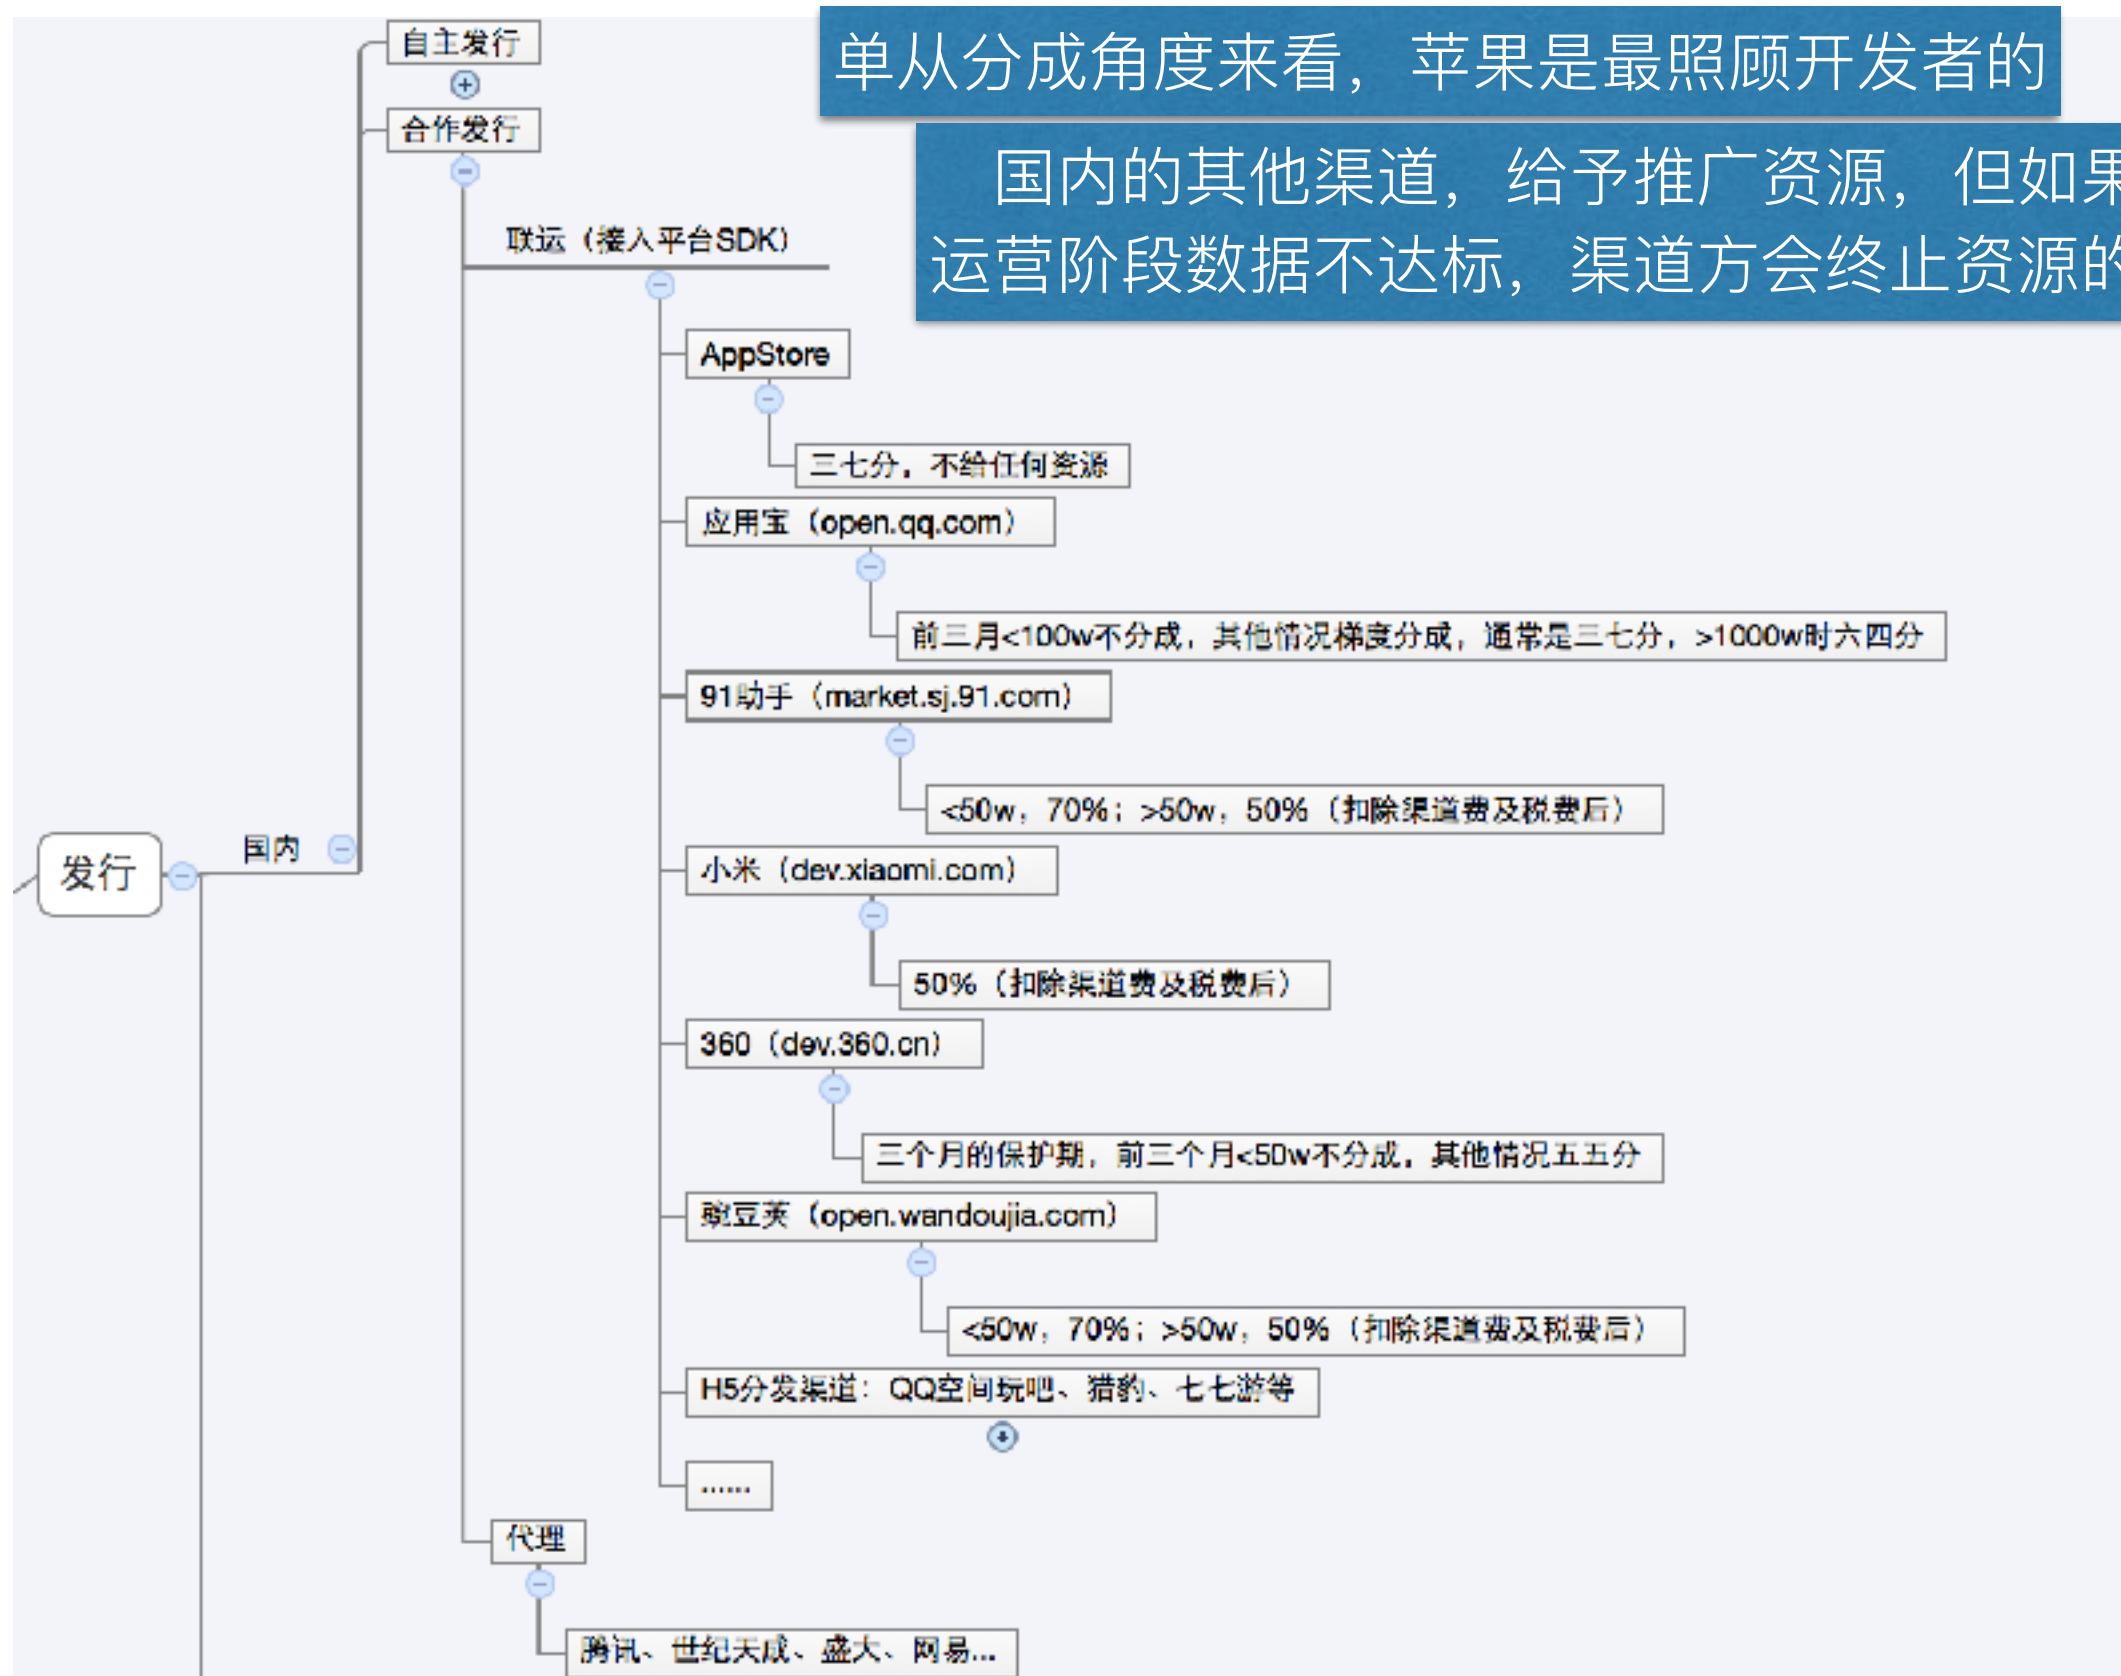 自主发行
单从分成角度来看，苹果是最照顾开发者的
合作发行
国内的其他渠道，给予推广资源，但如果
运营阶段数据不达标，渠道方会终止资源的
联运（接入平台SDK）
AppStore
三七分，不给任何资源
应用宝（open.qq.com）
前三月<100w不分成，其他情况梯度分成，通常是三七分，>1000w时六四分
91助手（market.sj.91.com）
<50w，70%；>50w，50%（扣除渠道费及税费后）
发行
国内
小米（dev.xiaomi.com）
50%（扣除渠道费及税费后）
360（dev.360.cn）
三个月的保护期，前三个月<50w不分成，其他情况五五分
豌豆荚（open.wandoujia.com）
<50w，70%；>50w，50%（扣除渠道费及税费后）
H5分发渠道：QQ空间玩吧、猎豹、七七游等
……
代理
腾讯、世纪天成、盛大、网易...